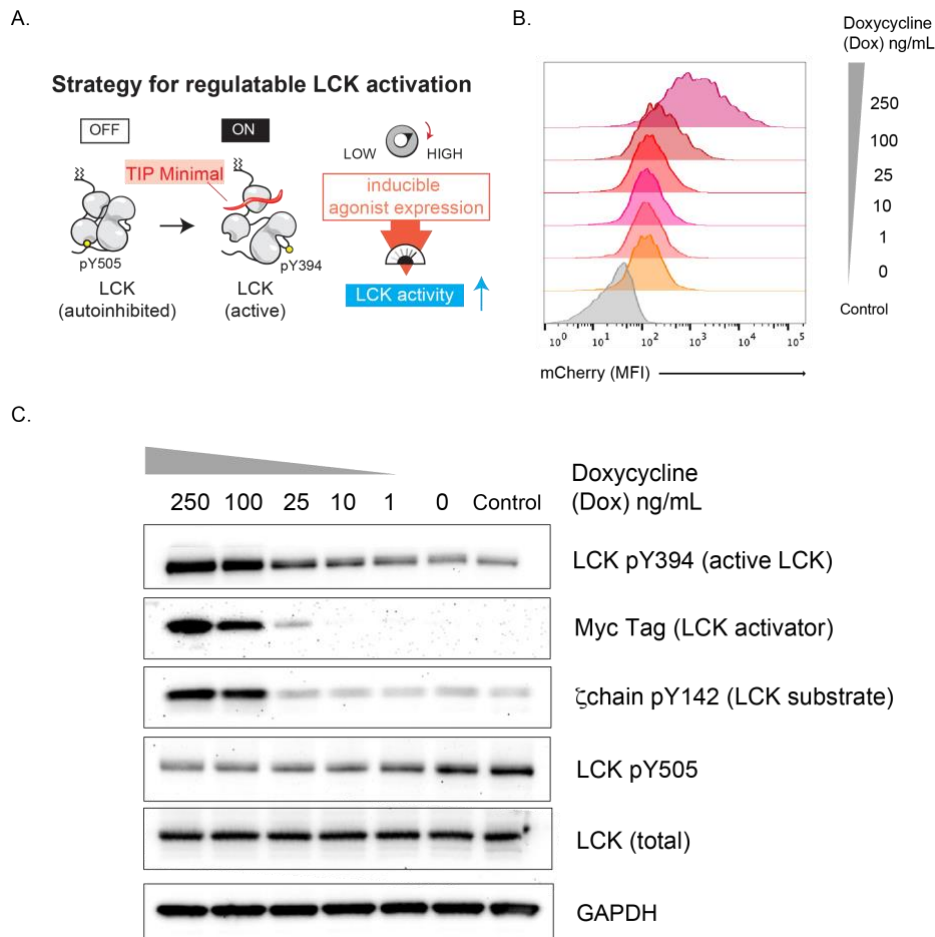 A.
Strategy for regulatable LCK activation
OFF
ON
TIP Minimal
pY505
pY394
LCK
(autoinhibited)
LCK
(active)
LOW
HIGH
inducible
agonist expression
LCK activity
B.
Doxycycline
(Dox) ng/mL
250
100
25
10
1
0
Control
10⁰ 10¹ 10² 10³ 10⁴ 10⁵
mCherry (MFI)
C.
250 100 25 10 1 0 Control
Doxycycline
(Dox) ng/mL
LCK pY394 (active LCK)
Myc Tag (LCK activator)
ζchain pY142 (LCK substrate)
LCK pY505
LCK (total)
GAPDH